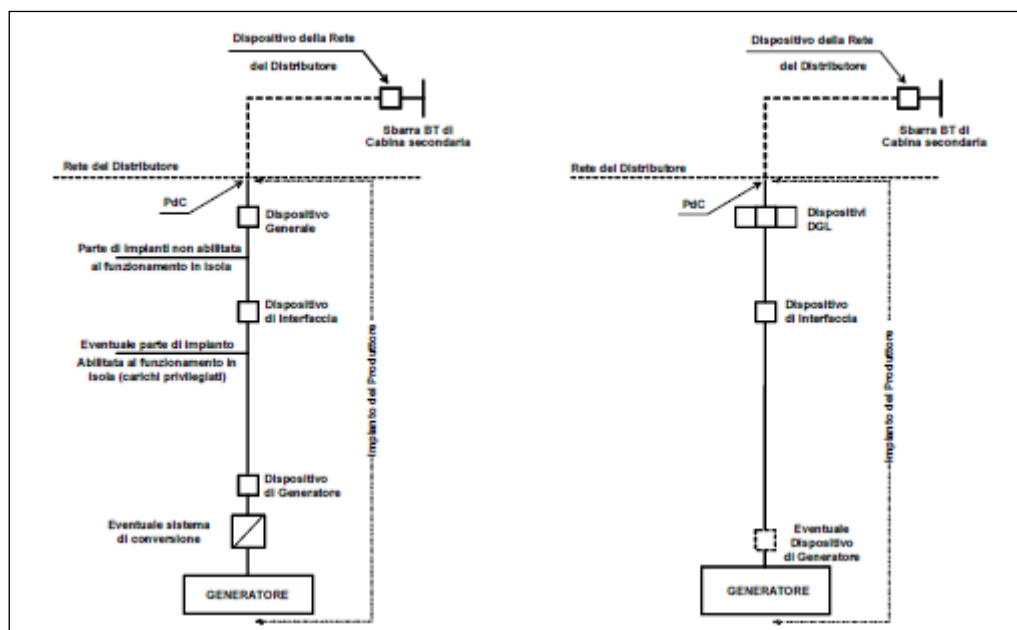 Dispositivo della Rete
del Distributore
Sbarra BT di
Cabina secondaria
Rete del Distributore
PdC
Dispositivo
Generale
Parte di Impianti non abilitata
al funzionamento in Isola
Dispositivo
di Interfaccia
Eventuale parte di Impianto
Abilitata al funzionamento in
Isola (carichi privilegiati)
Impianto del Produttore
Dispositivo
di Generatore
Eventuale sistema
di conversione
GENERATORE
Dispositivo della Rete
del Distributore
Sbarra BT di
Cabina secondaria
Rete del Distributore
PdC
Dispositivi
DGL
Dispositivo
di Interfaccia
Impianto del Produttore
Eventuale
Dispositivo
di Generatore
GENERATORE